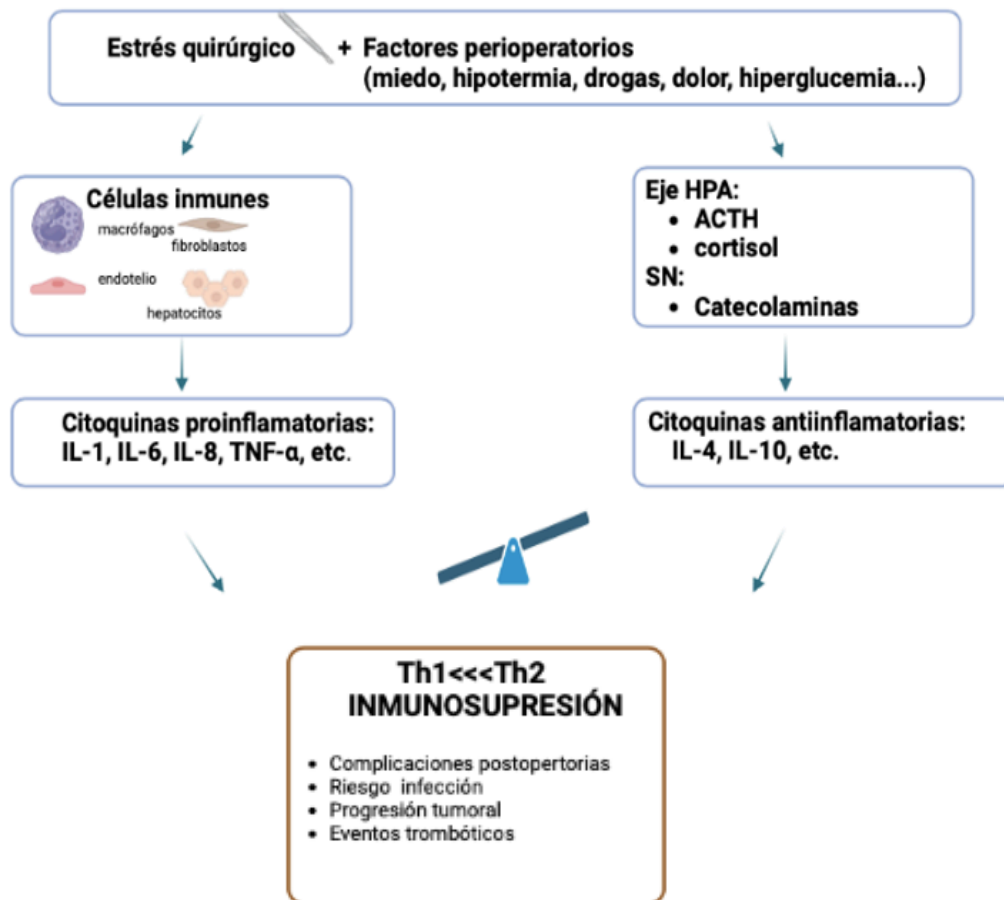 Estrés quirúrgico + Factores perioperatorios
(miedo, hipotermia, drogas, dolor, hiperglucemia...)
Células inmunes
macrófagos
fibroblastos
endotelio
hepatocitos
Eje HPA:
• ACTH
• cortisol
SN:
• Catecolaminas
Citoquinas proinflamatorias:
IL-1, IL-6, IL-8, TNF-α, etc.
Citoquinas antiinflamatorias:
IL-4, IL-10, etc.
Th1<<<Th2
INMUNOSUPRESIÓN
• Complicaciones postopertorias
• Riesgo infección
• Progresión tumoral
• Eventos trombóticos